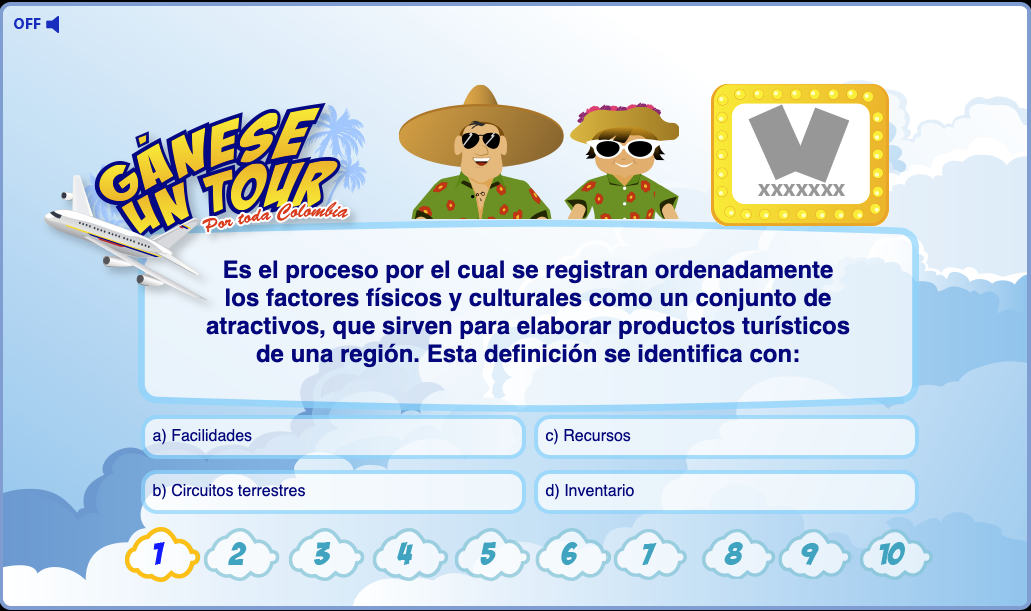 OFF
GÁNESE
UN TOUR
Por toda Colombia
XXXXXXX
Es el proceso por el cual se registran ordenadamente
los factores físicos y culturales como un conjunto de
atractivos, que sirven para elaborar productos turísticos
de una región. Esta definición se identifica con:
a) Facilidades
c) Recursos
b) Circuitos terrestres
d) Inventario
1 2 3 4 5 6 7 8 9 10